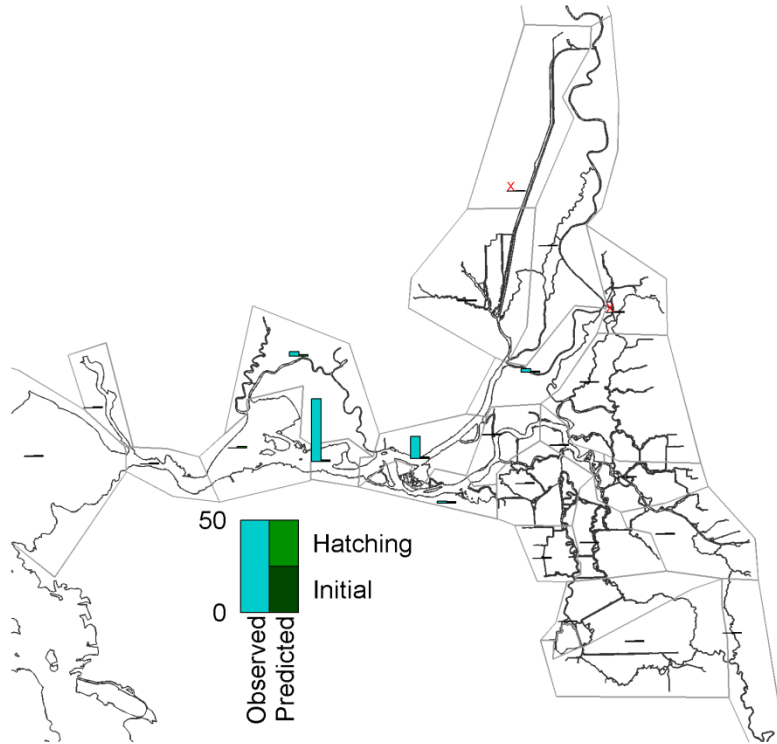 X
X
50
Hatching
Initial
0
Observed
Predicted